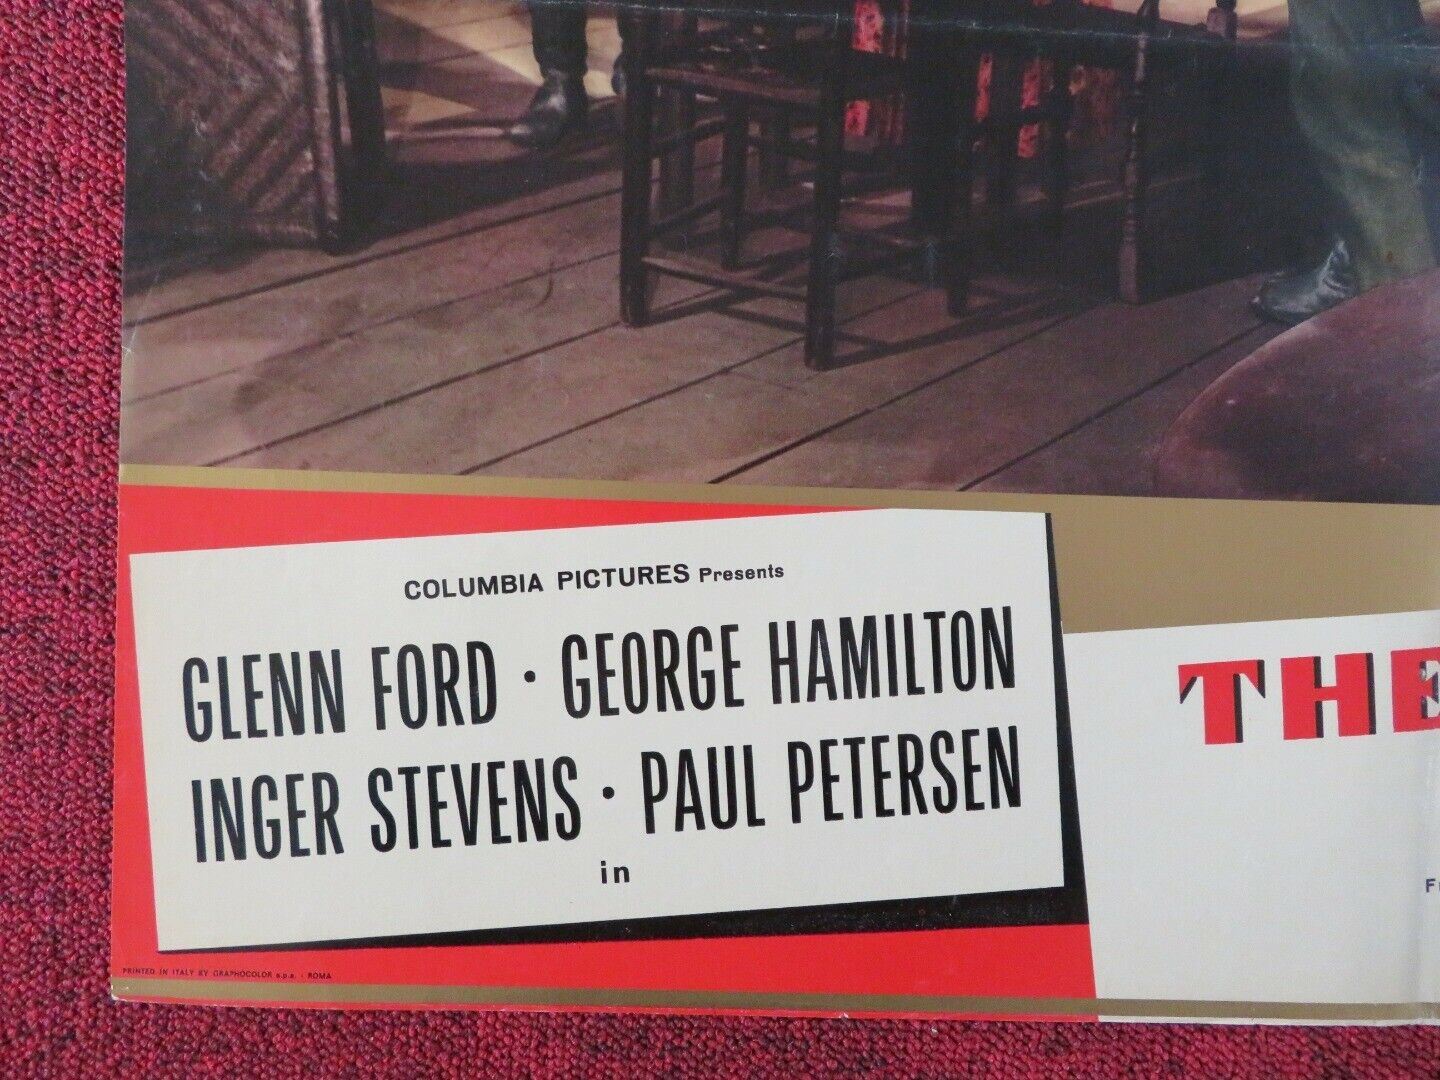 COLUMBIA PICTURES Presents
GLENN FORD · GEORGE HAMILTON
INGER STEVENS · PAUL PETERSEN
in
THE
PRINTED IN ITALY BY GRAPHOCOLOR s.p.a. - ROMA